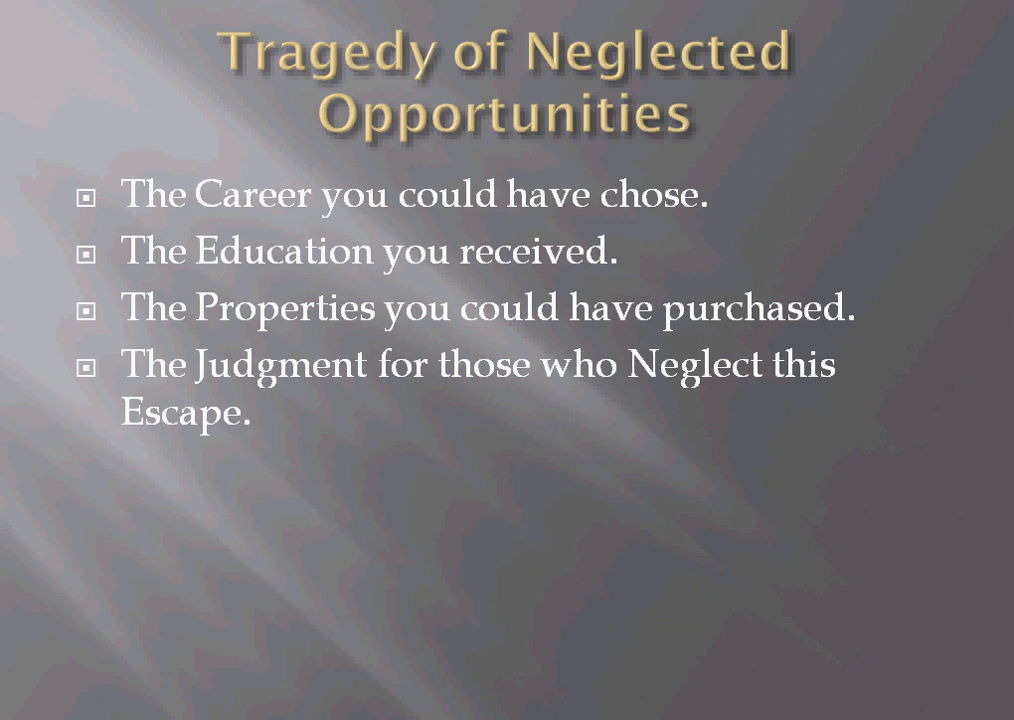 Tragedy of Neglected
Opportunities
The Career you could have chose.
The Education you received.
The Properties you could have purchased.
The Judgment for those who Neglect this
Escape.